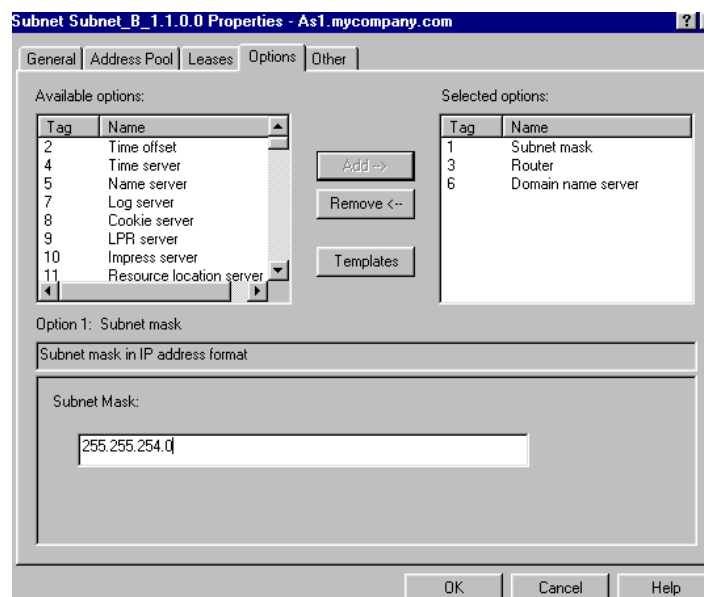 Subnet Subnet_B_1.1.0.0 Properties - As1.mycompany.com ?
General Address Pool Leases Options Other
Available options: Selected options:
Tag Name Tag Name
2 Time offset 1 Subnet mask
4 Time server 3 Router
5 Name server 6 Domain name server
7 Log server
8 Cookie server
9 LPR server
10 Impress server
11 Resource location server
Add -->
Remove <--
Templates
Option 1: Subnet mask
Subnet mask in IP address format
Subnet Mask:
255.255.254.0
OK Cancel Help